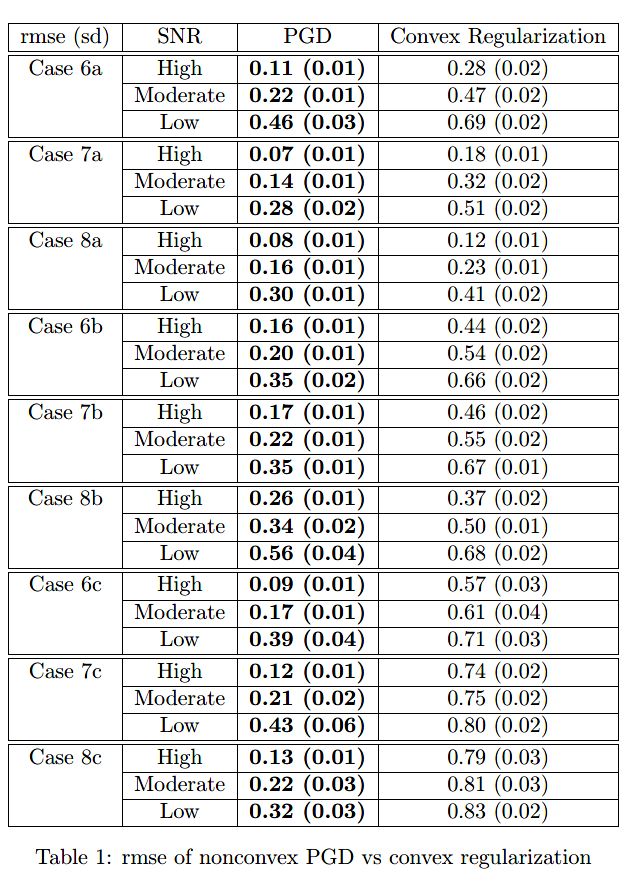 rmse (sd) SNR PGD Convex Regularization
Case 6a High 0.11 (0.01) 0.28 (0.02)
Moderate 0.22 (0.01) 0.47 (0.02)
Low 0.46 (0.03) 0.69 (0.02)
Case 7a High 0.07 (0.01) 0.18 (0.01)
Moderate 0.14 (0.01) 0.32 (0.02)
Low 0.28 (0.02) 0.51 (0.02)
Case 8a High 0.08 (0.01) 0.12 (0.01)
Moderate 0.16 (0.01) 0.23 (0.01)
Low 0.30 (0.01) 0.41 (0.02)
Case 6b High 0.16 (0.01) 0.44 (0.02)
Moderate 0.20 (0.01) 0.54 (0.02)
Low 0.35 (0.02) 0.66 (0.02)
Case 7b High 0.17 (0.01) 0.46 (0.02)
Moderate 0.22 (0.01) 0.55 (0.02)
Low 0.35 (0.01) 0.67 (0.01)
Case 8b High 0.26 (0.01) 0.37 (0.02)
Moderate 0.34 (0.02) 0.50 (0.01)
Low 0.56 (0.04) 0.68 (0.02)
Case 6c High 0.09 (0.01) 0.57 (0.03)
Moderate 0.17 (0.01) 0.61 (0.04)
Low 0.39 (0.04) 0.71 (0.03)
Case 7c High 0.12 (0.01) 0.74 (0.02)
Moderate 0.21 (0.02) 0.75 (0.02)
Low 0.43 (0.06) 0.80 (0.02)
Case 8c High 0.13 (0.01) 0.79 (0.03)
Moderate 0.22 (0.03) 0.81 (0.03)
Low 0.32 (0.03) 0.83 (0.02)
Table 1: rmse of nonconvex PGD vs convex regularization